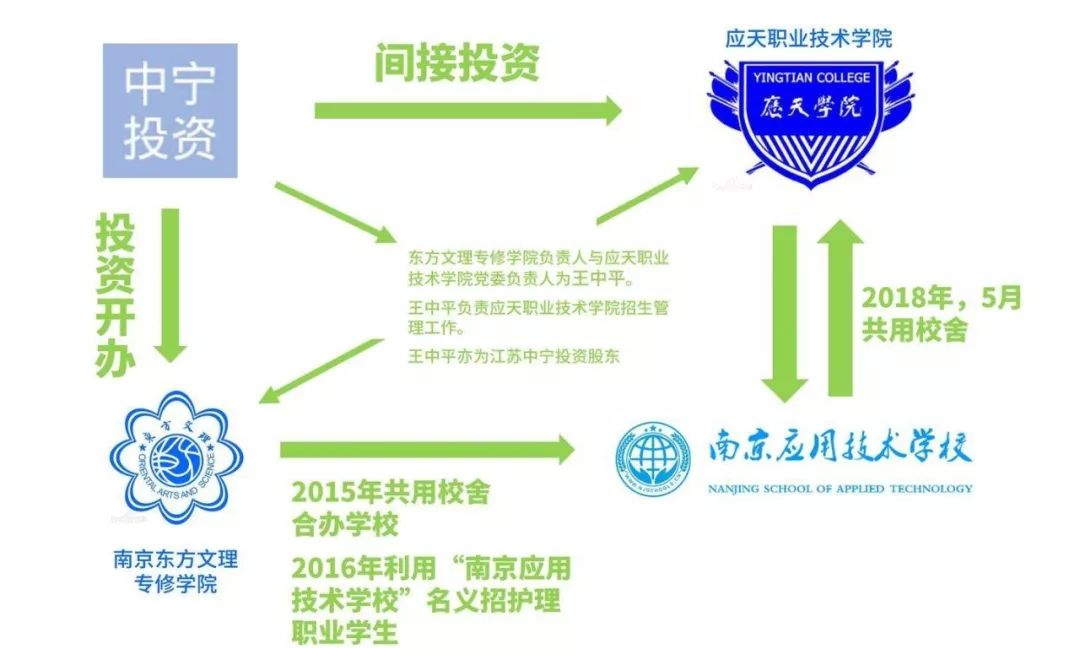 中宁
投资
间接投资
应天职业技术学院
YINGTIAN COLLEGE
應天學院
投资开办
东方文理专修学院负责人与应天职业
技术学院党委负责人为王中平。
王中平负责应天职业技术学院招生管
理工作。
王中平亦为江苏中宁投资股东
2018年，5月
共用校舍
東方文理
ORIENTAL ARTS AND SCIENCE
南京东方文理
专修学院
2015年共用校舍
合办学校
2016年利用“南京应用
技术学校”名义招护理
职业学生
南京应用技术学校
NANJING SCHOOL OF APPLIED TECHNOLOGY